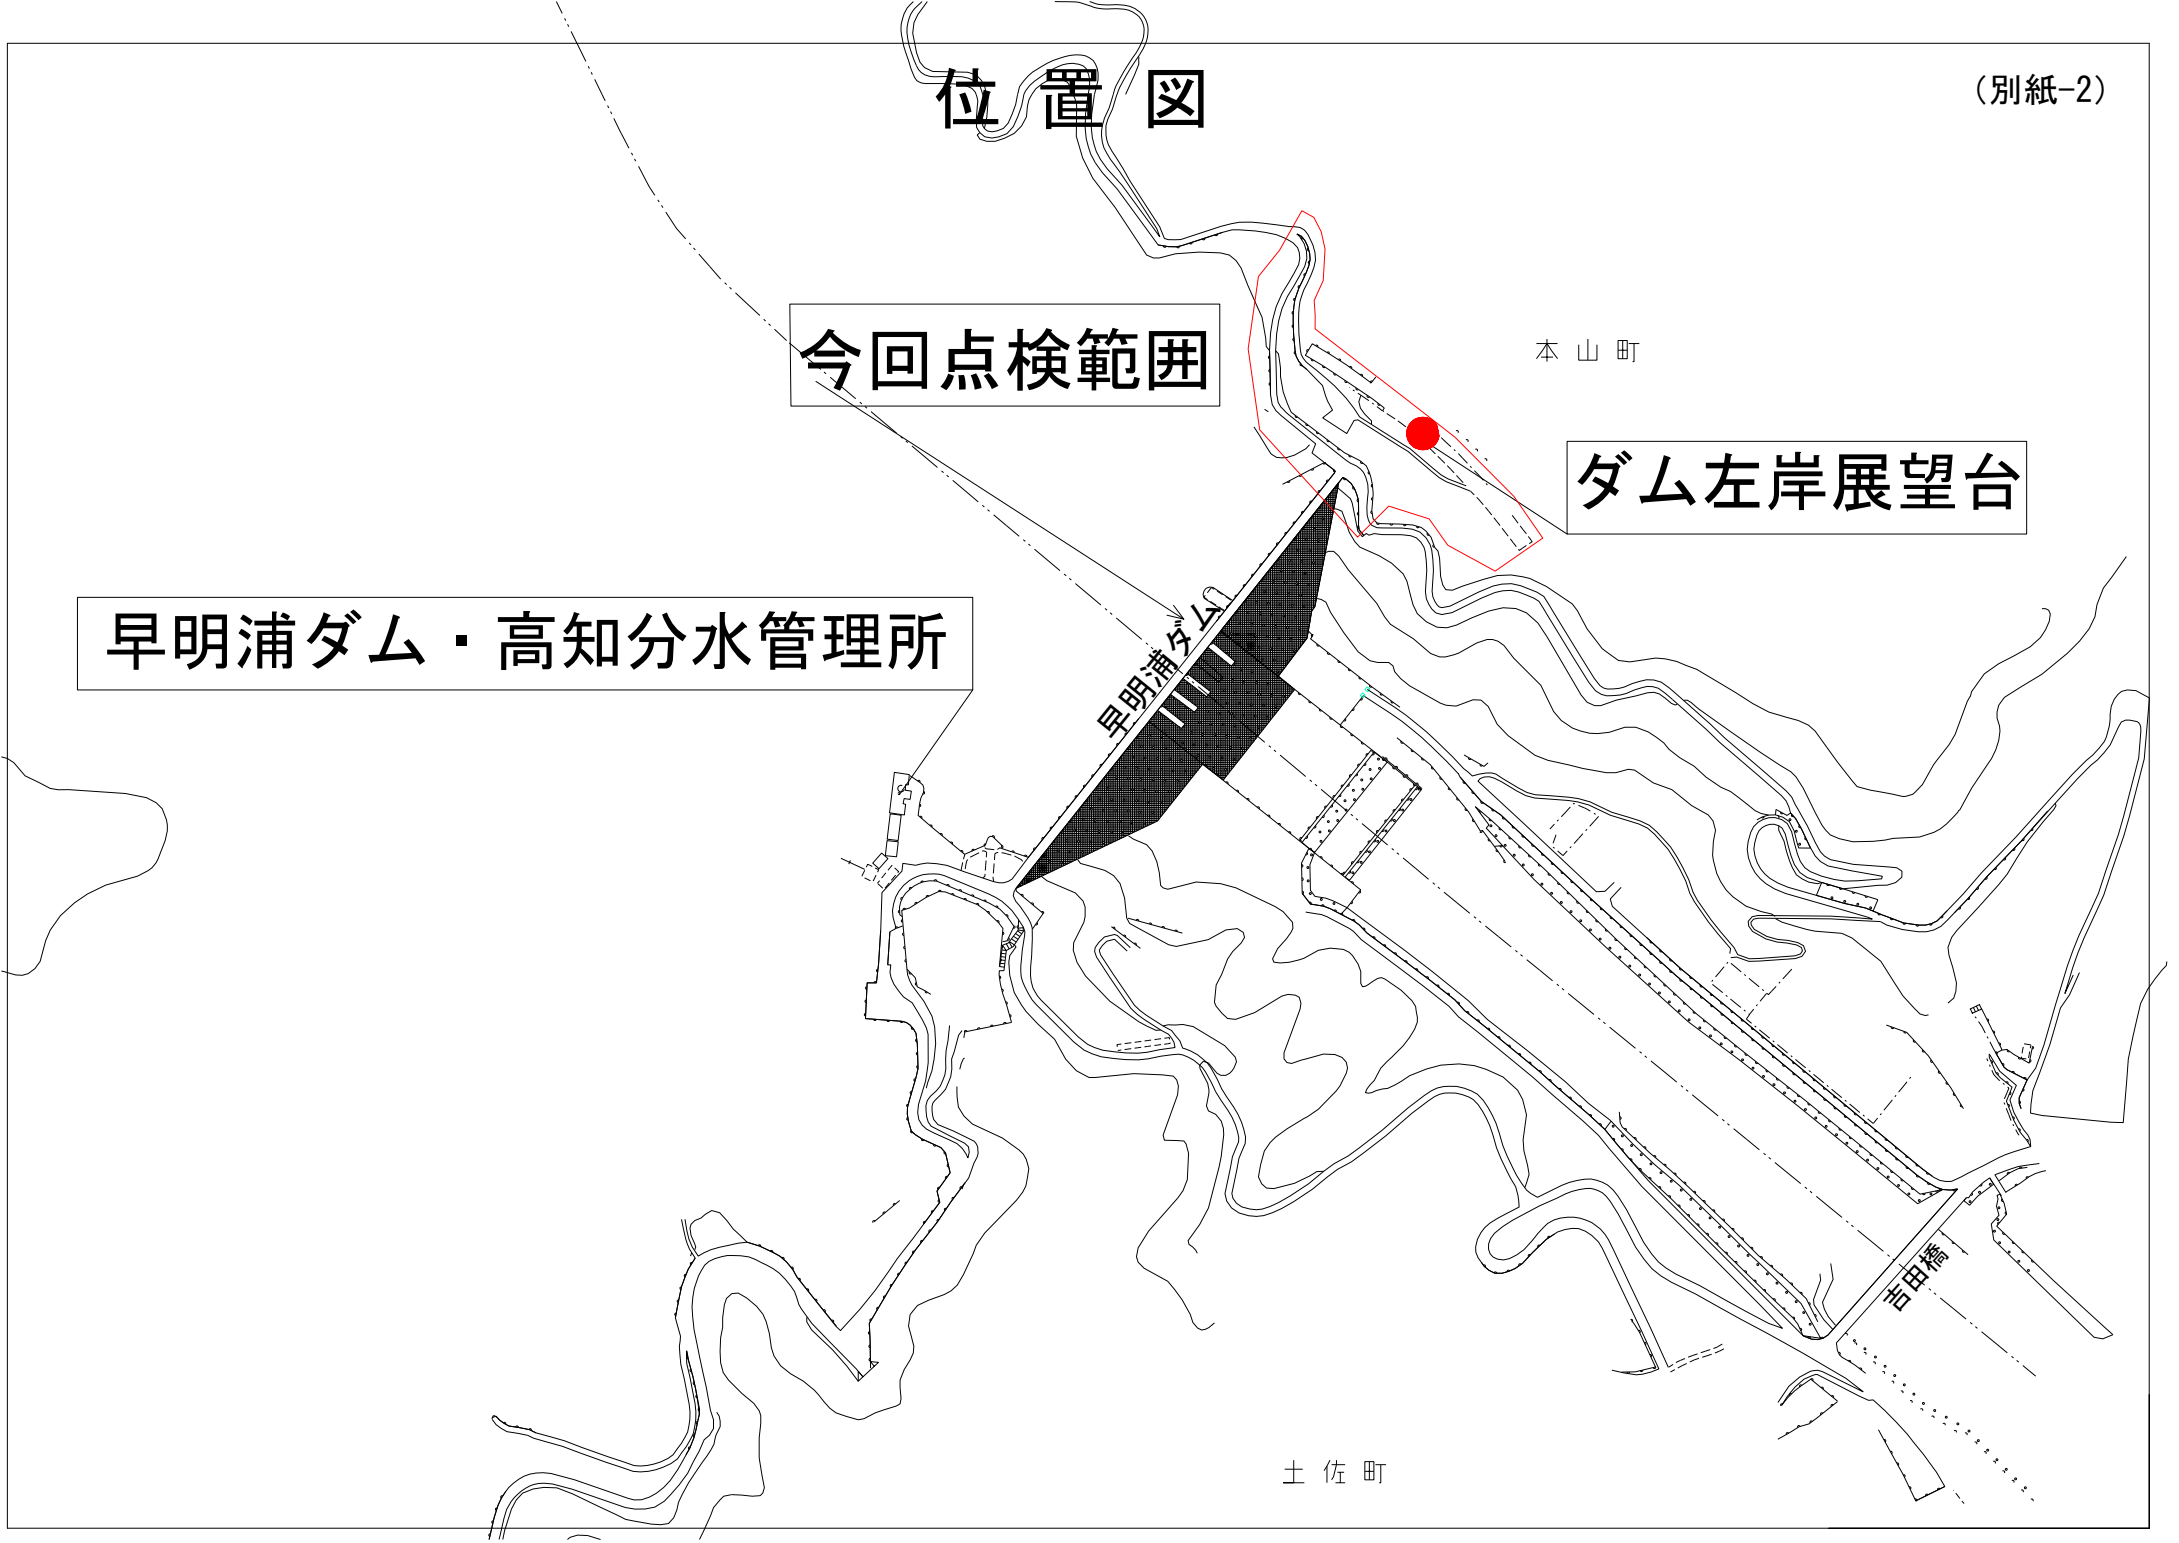 位置図
（別紙-2）
今回点検範囲
本山町
ダム左岸展望台
早明浦ダム・高知分水管理所
早明浦ダム
吉田橋
土佐町